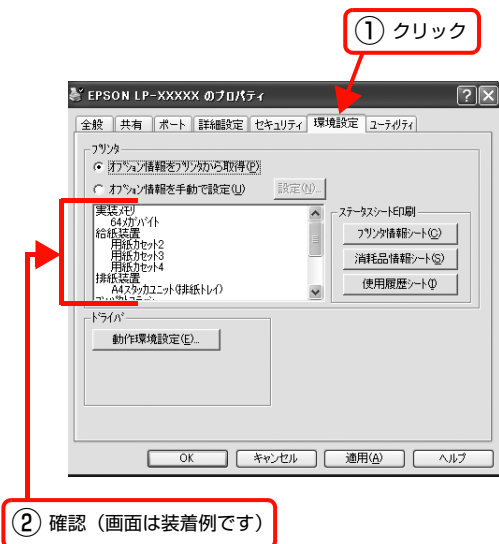 ① クリック
EPSON LP-XXXXX のプロパティ
全般 共有 ポート 詳細設定 セキュリティ 環境設定 ユーティリティ
プリンタ
オプション情報をプリンタから取得(P)
オプション情報を手動で設定(U) 設定(N)...
実装メモリ
64メガバイト
給紙装置
用紙カセット2
用紙カセット3
用紙カセット4
排紙装置
A4スタッカユニット(排紙トレイ)
ステータスシート印刷
プリンタ情報シート(C)
消耗品情報シート(S)
使用履歴シート(I)
ドライバ
動作環境設定(E)...
OK キャンセル 適用(A) ヘルプ
② 確認（画面は装着例です）